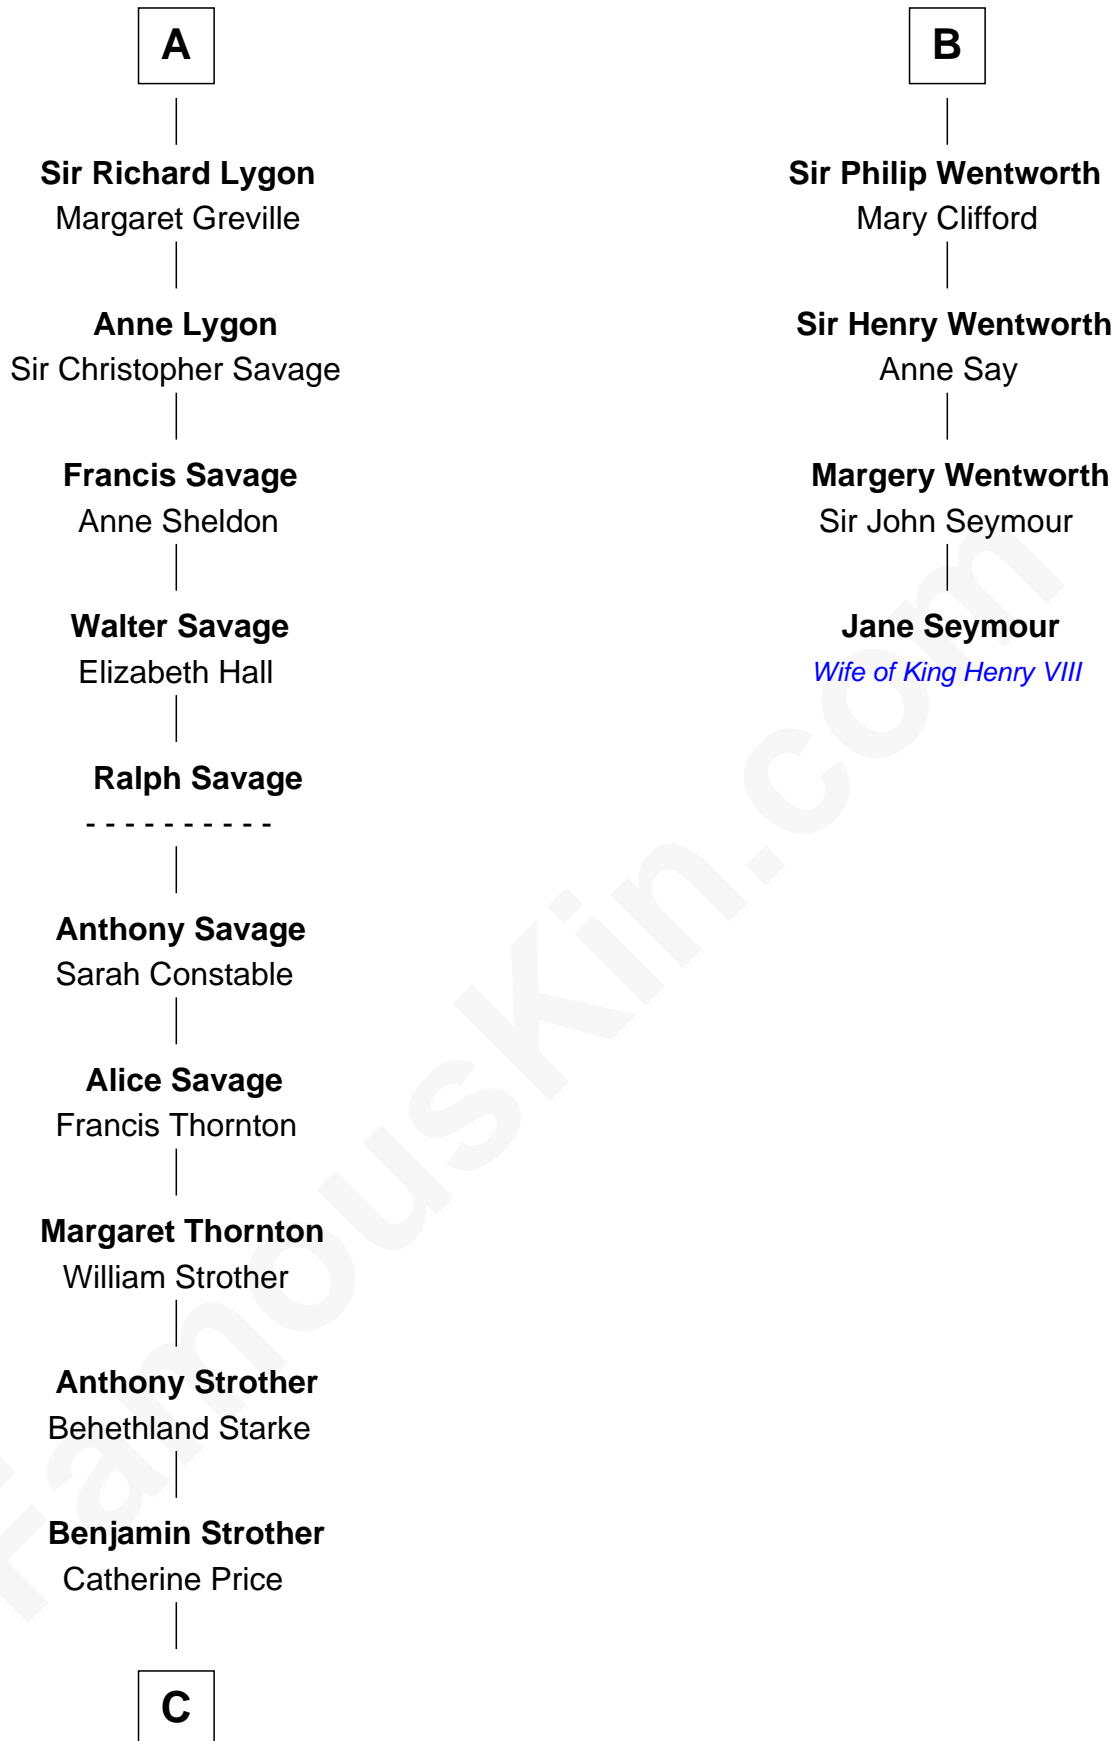 A
Sir Richard Lygon
Margaret Greville
Anne Lygon
Sir Christopher Savage
Francis Savage
Anne Sheldon
Walter Savage
Elizabeth Hall
Ralph Savage
- - - - - - - - - -
Anthony Savage
Sarah Constable
Alice Savage
Francis Thornton
Margaret Thornton
William Strother
Anthony Strother
Behethland Starke
Benjamin Strother
Catherine Price
C
B
Sir Philip Wentworth
Mary Clifford
Sir Henry Wentworth
Anne Say
Margery Wentworth
Sir John Seymour
Jane Seymour
Wife of King Henry VIII
FamousKin.com